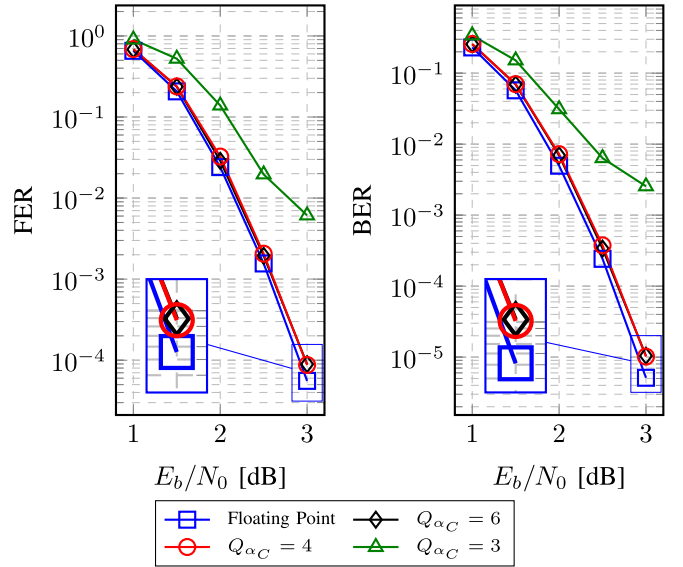 FER
10^0
10^{-1}
10^{-2}
10^{-3}
10^{-4}
1 2 3
E_b/N_0 [dB]
BER
10^{-1}
10^{-2}
10^{-3}
10^{-4}
10^{-5}
1 2 3
E_b/N_0 [dB]
Floating Point Q_{α_C} = 6
Q_{α_C} = 4 Q_{α_C} = 3